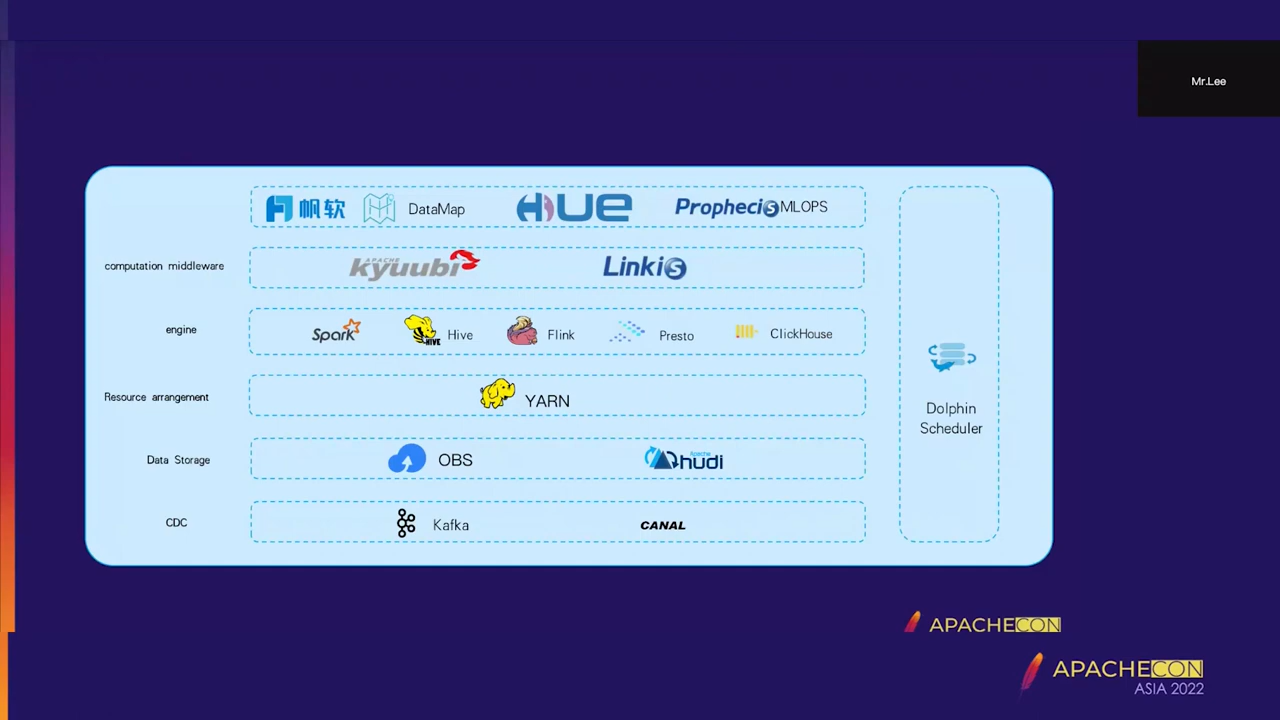 Mr.Lee
帆软 DataMap HUE Prophecis MLOPS
computation middleware APACHE kyuubi Linkis
engine Spark HIVE Hive Flink Presto ClickHouse
Resource arrangement YARN
Data Storage OBS Apache hudi
CDC Kafka CANAL
Dolphin
Scheduler
APACHECON
APACHECON
ASIA 2022